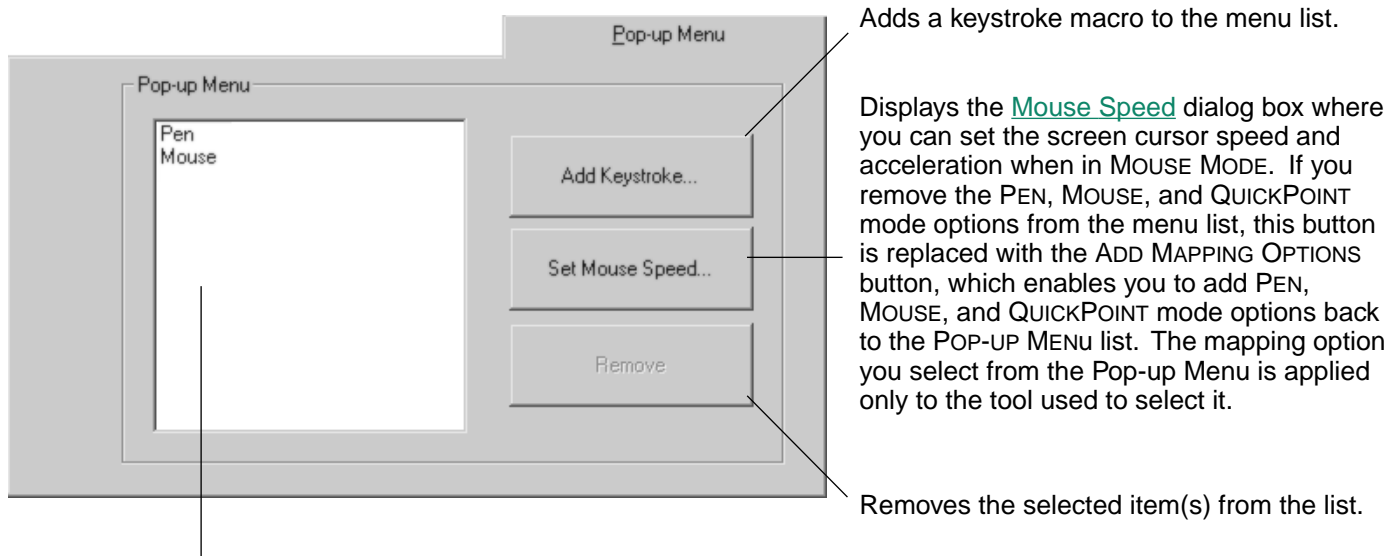 Adds a keystroke macro to the menu list.
Pop-up Menu
Pop-up Menu
Pen
Mouse
Add Keystroke...
Set Mouse Speed...
Remove
Displays the Mouse Speed dialog box where
you can set the screen cursor speed and
acceleration when in MOUSE MODE. If you
remove the PEN, MOUSE, and QUICKPOINT
mode options from the menu list, this button
is replaced with the ADD MAPPING OPTIONS
button, which enables you to add PEN,
MOUSE, and QUICKPOINT mode options back
to the POP-UP MENu list. The mapping option
you select from the Pop-up Menu is applied
only to the tool used to select it.
Removes the selected item(s) from the list.